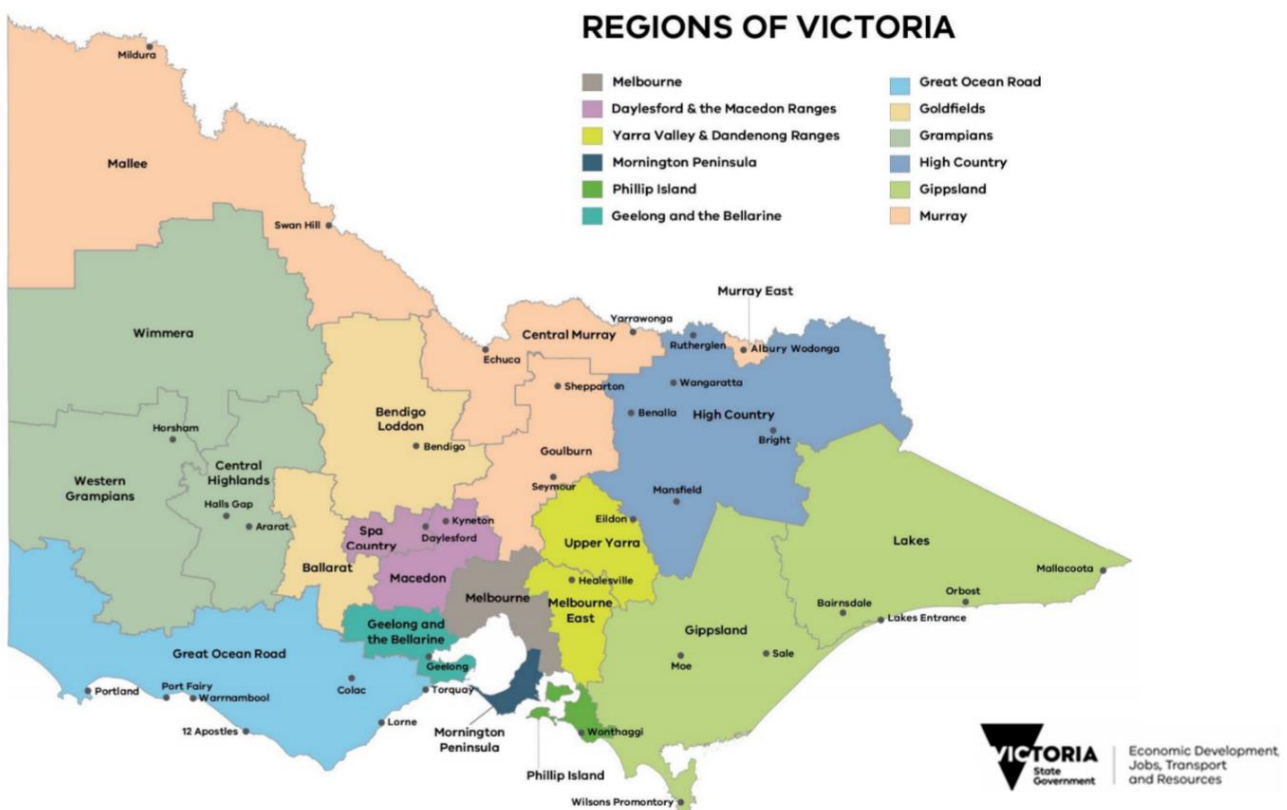 REGIONS OF VICTORIA
Melbourne
Daylesford & the Macedon Ranges
Yarra Valley & Dandenong Ranges
Mornington Peninsula
Phillip Island
Geelong and the Bellarine
Great Ocean Road
Goldfields
Grampians
High Country
Gippsland
Murray
Mildura
Mallee
Swan Hill
Wimmera
Murray East
Yarrawonga
Central Murray
Rutherglen
Albury Wodonga
Echuca
Shepparton
Wangaratta
Benalla
High Country
Bright
Bendigo
Loddon
Bendigo
Horsham
Goulburn
Central
Highlands
Western
Grampians
Seymour
Mansfield
Halls Gap
Ararat
Eildon
Kyneton
Spa
Country
Daylesford
Upper Yarra
Lakes
Ballarat
Macedon
Healesville
Mallacoota
Melbourne
Melbourne
East
Orbost
Bairnsdale
Lakes Entrance
Geelong and
the Bellarine
Gippsland
Great Ocean Road
Geelong
Moe
Sale
Portland
Port Fairy
Warrnambool
Colac
Torquay
12 Apostles
Lorne
Mornington
Peninsula
Wonthaggi
Phillip Island
Wilsons Promontory
VICTORIA
State
Government
Economic Development,
Jobs, Transport
and Resources